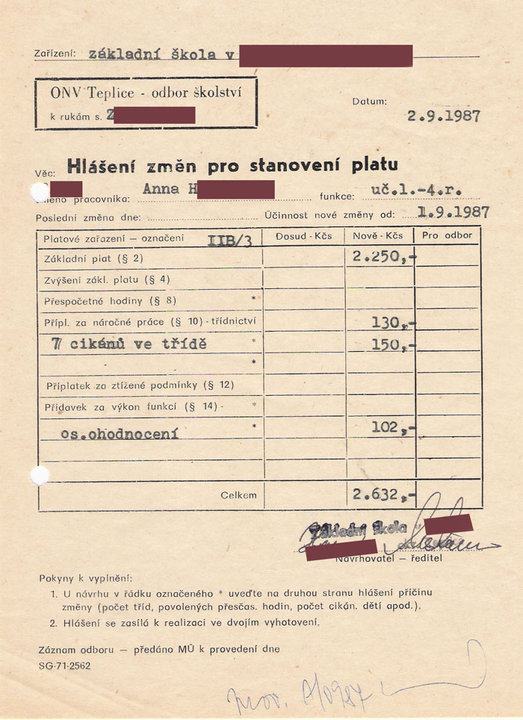 Zařízení: základní škola v
ONV Teplice - odbor školství
k rukám s. Z
Datum:
2.9.1987
Věc: Hlášení změn pro stanovení platu
jméno pracovníka: Anna H funkce: uč.1.-4.r.
Poslední změna dne: Účinnost nové změny od: 1.9.1987
Platové zařazení — označení IIB/3 Dosud - Kčs Nově - Kčs Pro odbor
Základní plat (§ 2) 2.250,-
Zvýšení zákl. platu (§ 4)
Přespočetné hodiny (§ 8) *
Přípl. za náročné práce (§ 10) - třídnictví 130,-
7 cikánů ve třídě * 150,-
*
Příplatek za ztížené podmínky (§ 12)
Přídavek za výkon funkcí (§ 14) - *
os.ohodnocení * 102,-
Celkem 2.632,-
Základní škola
Navrhovatel — ředitel
Pokyny k vyplnění:
1. U návrhu v řádku označeného * uveďte na druhou stranu hlášení příčinu
změny (počet tříd, povolených přesčas. hodin, počet cikán. dětí apod.).
2. Hlášení se zasílá k realizaci ve dvojím vyhotovení.
Záznam odboru — předáno MÚ k provedení dne
SG-71-2562